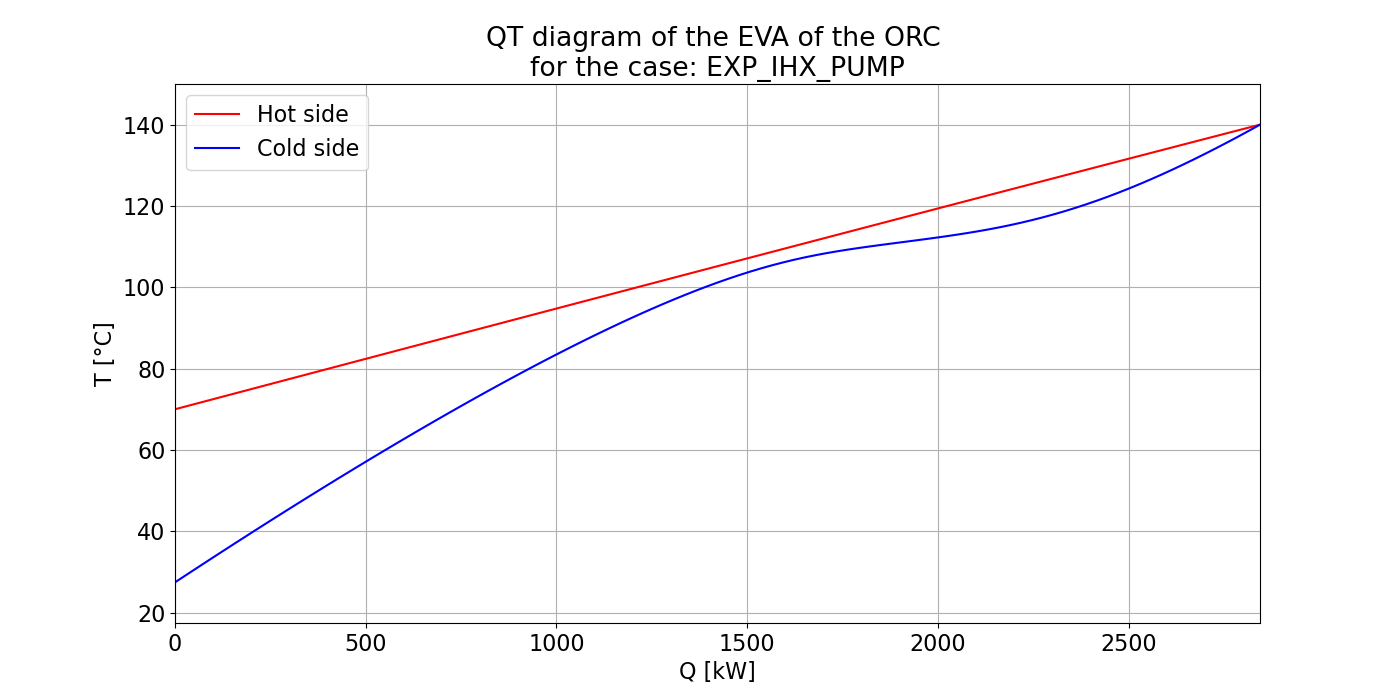 QT diagram of the EVA of the ORC
for the case: EXP_IHX_PUMP
Hot side
Cold side
140
120
100
80
60
40
20
T [°C]
0
500
1000
1500
2000
2500
Q [kW]